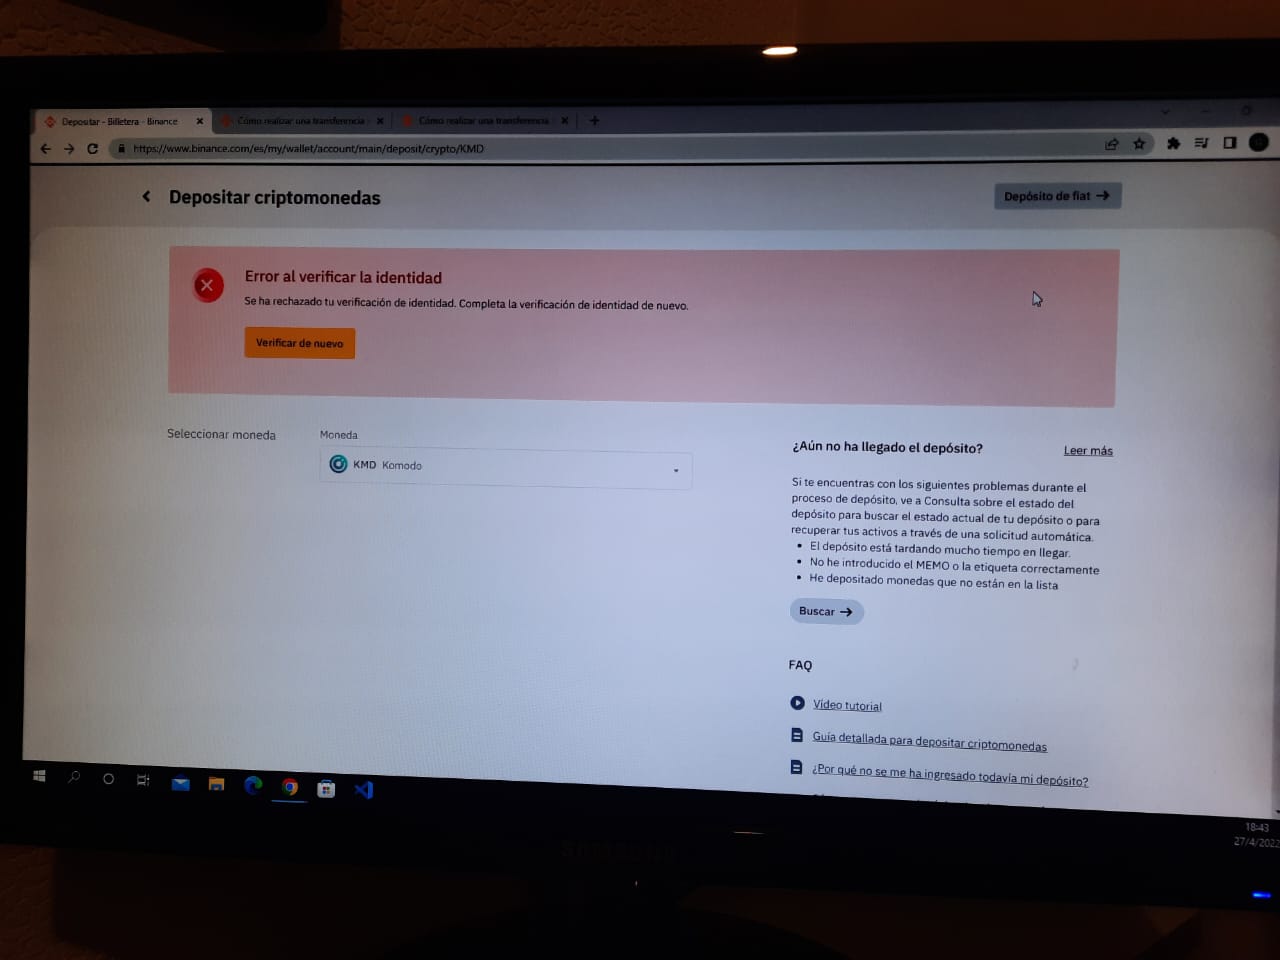 Depositar - Billetera - Binance
Cómo realizar una transferencia
Cómo realizar una transferencia
https://www.binance.com/es/my/wallet/account/main/deposit/crypto/KMD
Depositar criptomonedas
Depósito de fiat
Error al verificar la identidad
Se ha rechazado tu verificación de identidad. Completa la verificación de identidad de nuevo.
Verificar de nuevo
Seleccionar moneda
Moneda
KMD Komodo
¿Aún no ha llegado el depósito?
Leer más
Si te encuentras con los siguientes problemas durante el
proceso de depósito, ve a Consulta sobre el estado del
depósito para buscar el estado actual de tu depósito o para
recuperar tus activos a través de una solicitud automática.
El depósito está tardando mucho tiempo en llegar.
No he introducido el MEMO o la etiqueta correctamente
He depositado monedas que no están en la lista
Buscar
FAQ
Vídeo tutorial
Guía detallada para depositar criptomonedas
¿Por qué no se me ha ingresado todavía mi depósito?
18:43
27/4/2022
SAMSUNG